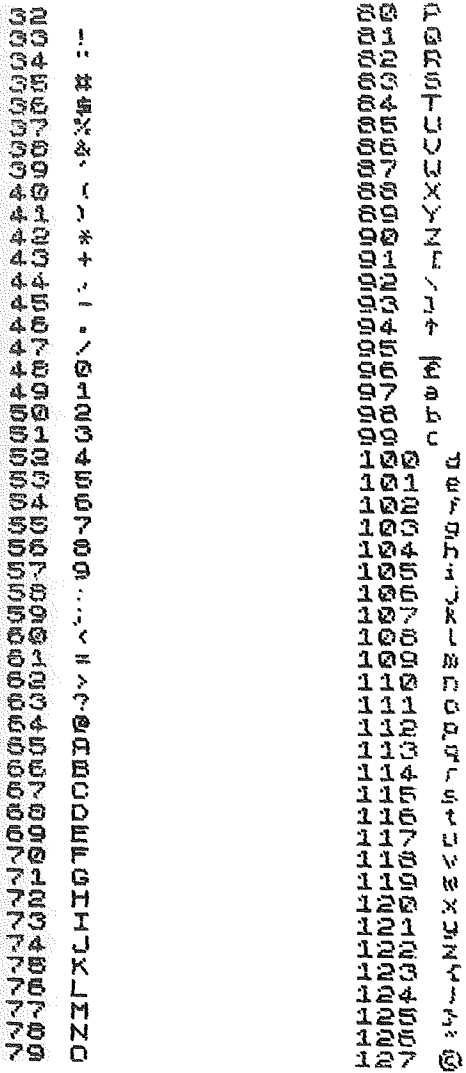 32
33 !
34 "
35 #
36 $
37 %
38 &
39 '
40 (
41 )
42 *
43 +
44 ,
45 -
46 .
47 /
48 0
49 1
50 2
51 3
52 4
53 5
54 6
55 7
56 8
57 9
58 :
59 ;
60 <
61 =
62 >
63 ?
64 @
65 A
66 B
67 C
68 D
69 E
70 F
71 G
72 H
73 I
74 J
75 K
76 L
77 M
78 N
79 O
80 P
81 Q
82 R
83 S
84 T
85 U
86 V
87 W
88 X
89 Y
90 Z
91 [
92 \
93 ]
94 ↑
95 _
96 £
97 a
98 b
99 c
100 d
101 e
102 f
103 g
104 h
105 i
106 j
107 k
108 l
109 m
110 n
111 o
112 p
113 q
114 r
115 s
116 t
117 u
118 v
119 w
120 x
121 y
122 z
123 {
124 |
125 }
126 ~
127 ©